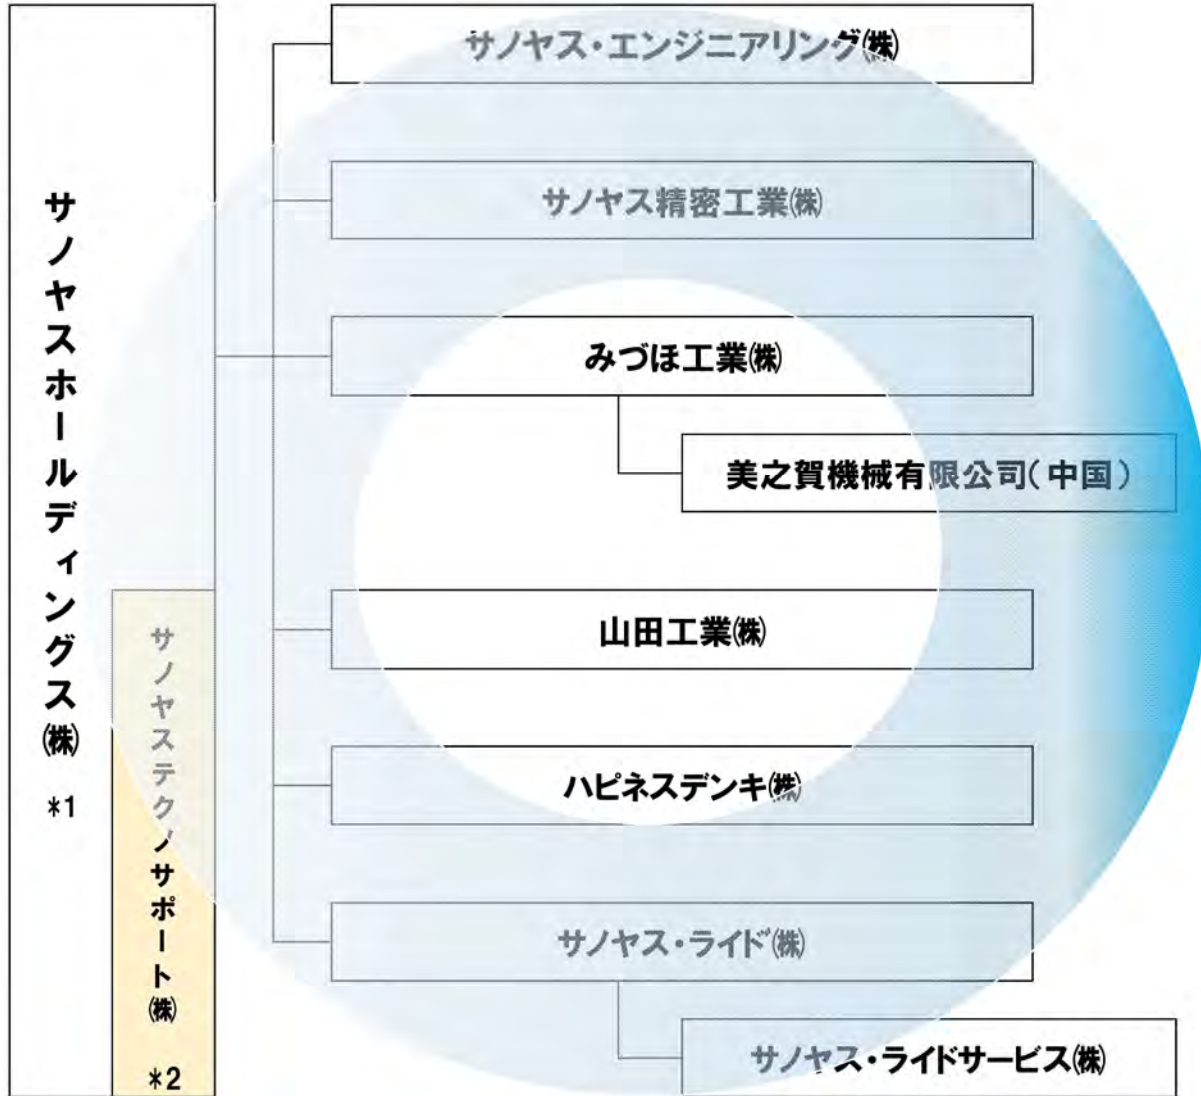 サノヤスホールディングス㈱ *1
サノヤステクノサポート㈱ *2
サノヤス・エンジニアリング㈱
サノヤス精密工業㈱
みづほ工業㈱
美之賀機械有限公司(中国)
山田工業㈱
ハピネスデンキ㈱
サノヤス・ライド㈱
サノヤス・ライドサービス㈱